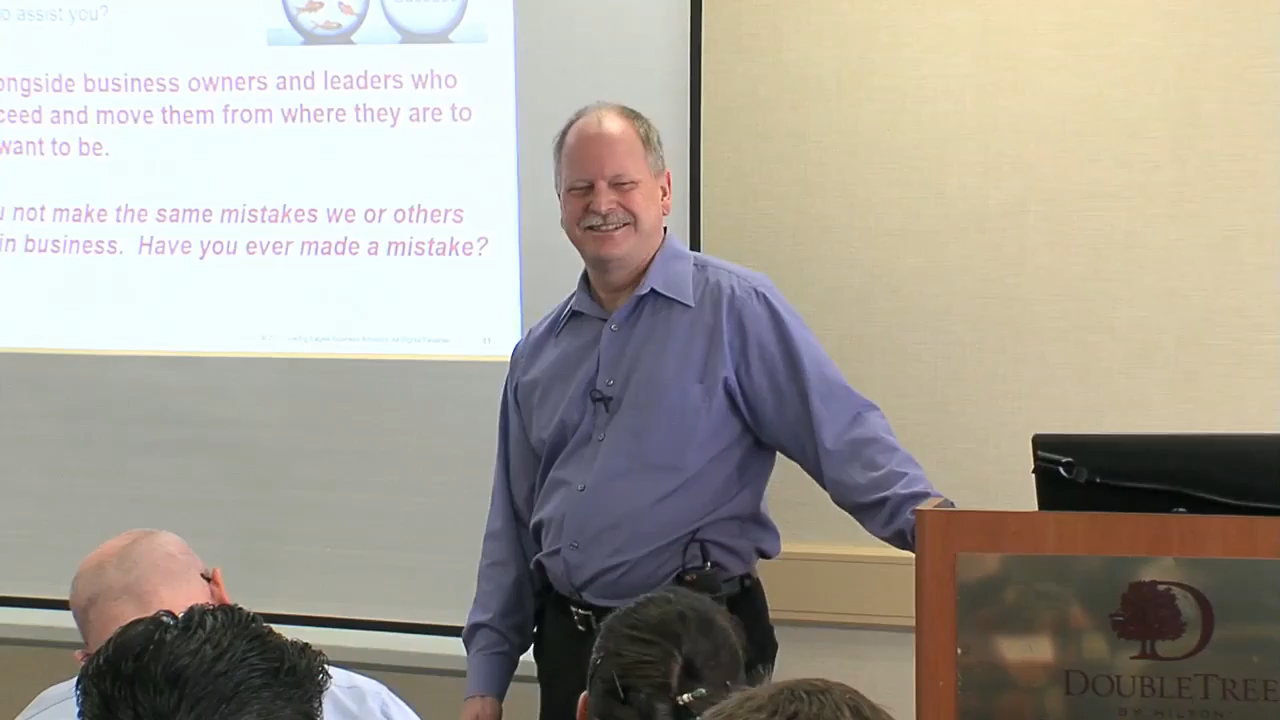 o assist you?
ongside business owners and leaders who
ceed and move them from where they are to
want to be.
u not make the same mistakes we or others
in business. Have you ever made a mistake?
11
D
DOUBLETREE
BY HILTON